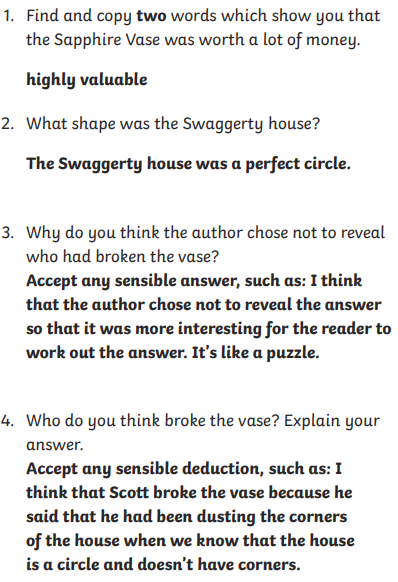 1. Find and copy two words which show you that
the Sapphire Vase was worth a lot of money.
highly valuable
2. What shape was the Swaggerty house?
The Swaggerty house was a perfect circle.
3. Why do you think the author chose not to reveal
who had broken the vase?
Accept any sensible answer, such as: I think
that the author chose not to reveal the answer
so that it was more interesting for the reader to
work out the answer. It’s like a puzzle.
4. Who do you think broke the vase? Explain your
answer.
Accept any sensible deduction, such as: I
think that Scott broke the vase because he
said that he had been dusting the corners
of the house when we know that the house
is a circle and doesn’t have corners.